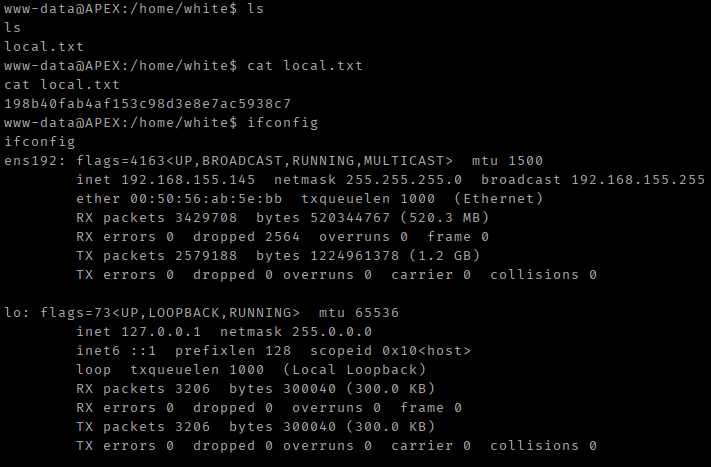 www-data@APEX:/home/white$ ls
ls
local.txt
www-data@APEX:/home/white$ cat local.txt
cat local.txt
198b40fab4af153c98d3e8e7ac5938c7
www-data@APEX:/home/white$ ifconfig
ifconfig
ens192: flags=4163<UP,BROADCAST,RUNNING,MULTICAST>  mtu 1500
        inet 192.168.155.145  netmask 255.255.255.0  broadcast 192.168.155.255
        ether 00:50:56:ab:5e:bb  txqueuelen 1000  (Ethernet)
        RX packets 3429708  bytes 520344767 (520.3 MB)
        RX errors 0  dropped 2564  overruns 0  frame 0
        TX packets 2579188  bytes 1224961378 (1.2 GB)
        TX errors 0  dropped 0 overruns 0  carrier 0  collisions 0

lo: flags=73<UP,LOOPBACK,RUNNING>  mtu 65536
        inet 127.0.0.1  netmask 255.0.0.0
        inet6 ::1  prefixlen 128  scopeid 0x10<host>
        loop  txqueuelen 1000  (Local Loopback)
        RX packets 3206  bytes 300040 (300.0 KB)
        RX errors 0  dropped 0  overruns 0  frame 0
        TX packets 3206  bytes 300040 (300.0 KB)
        TX errors 0  dropped 0 overruns 0  carrier 0  collisions 0